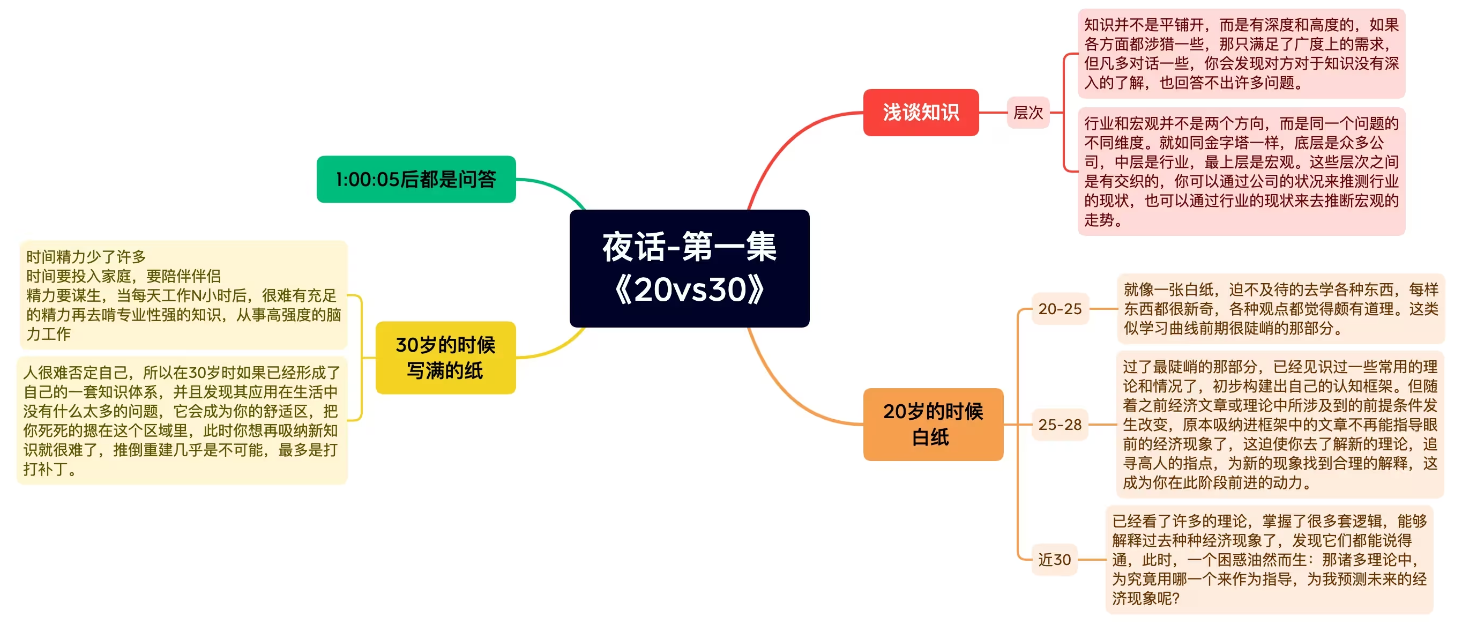 夜话-第一集
《20vs30》
浅谈知识
层次
知识并不是平铺开，而是有深度和高度的，如果
各方面都涉猎一些，那只满足了广度上的需求，
但凡多对话一些，你会发现对方对于知识没有深
入的了解，也回答不出许多问题。
行业和宏观并不是两个方向，而是同一个问题的
不同维度。就如同金字塔一样，底层是众多公
司，中层是行业，最上层是宏观。这些层次之间
是有交织的，你可以通过公司的状况来推测行业
的现状，也可以通过行业的现状来去推断宏观的
走势。
20岁的时候
白纸
20-25
就像一张白纸，迫不及待的去学各种东西，每样
东西都很新奇，各种观点都觉得颇有道理。这类
似学习曲线前期很陡峭的那部分。
25-28
过了最陡峭的那部分，已经见识过一些常用的理
论和情况了，初步构建出自己的认知框架。但随
着之前经济文章或理论中所涉及到的前提条件发
生改变，原本吸纳进框架中的文章不再能指导眼
前的经济现象了，这迫使你去了解新的理论，追
寻高人的指点，为新的现象找到合理的解释，这
成为你在此阶段前进的动力。
近30
已经看了许多的理论，掌握了很多套逻辑，能够
解释过去种种经济现象了，发现它们都能说得
通，此时，一个困惑油然而生：那诸多理论中，
为究竟用哪一个来作为指导，为我预测未来的经
济现象呢？
1:00:05后都是问答
30岁的时候
写满的纸
时间精力少了许多
时间要投入家庭，要陪伴伴侣
精力要谋生，当每天工作N小时后，很难有充足
的精力再去啃专业性强的知识，从事高强度的脑
力工作
人很难否定自己，所以在30岁时如果已经形成了
自己的一套知识体系，并且发现其应用在生活中
没有什么太多的问题，它会成为你的舒适区，把
你死死的摁在这个区域里，此时你想再吸纳新知
识就很难了，推倒重建几乎是不可能，最多是打
打补丁。